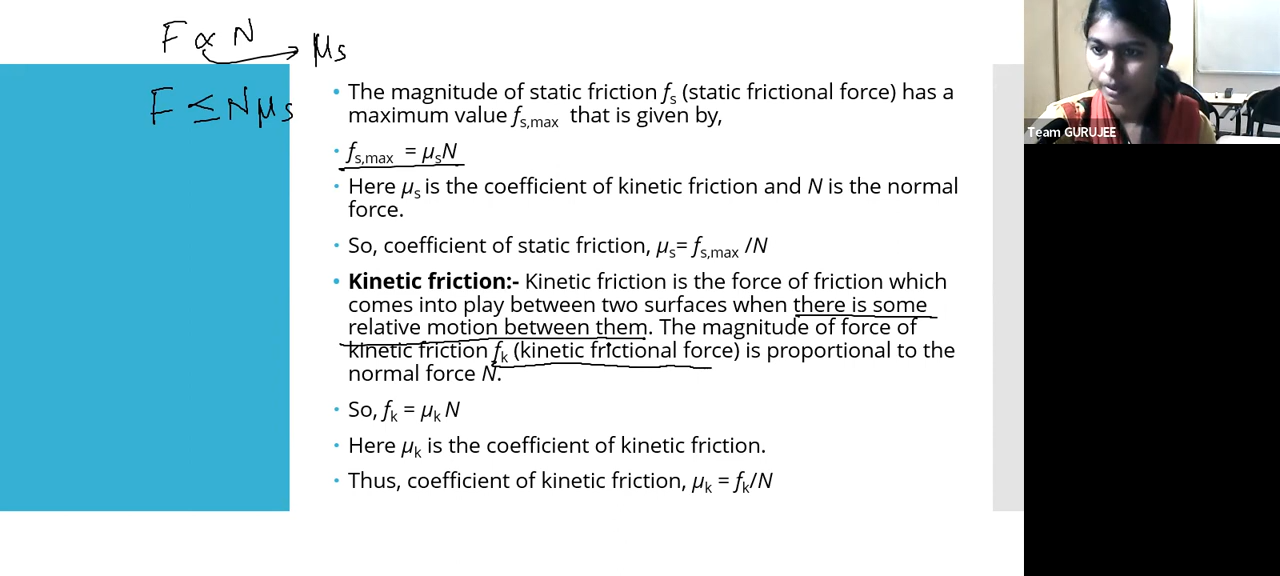 F ∝ N → μs
F ≤ Nμs
• The magnitude of static friction fs (static frictional force) has a
maximum value fs,max that is given by,
• fs,max = μsN
• Here μs is the coefficient of kinetic friction and N is the normal
force.
• So, coefficient of static friction, μs= fs,max /N
• Kinetic friction:- Kinetic friction is the force of friction which
comes into play between two surfaces when there is some
relative motion between them. The magnitude of force of
kinetic friction fk (kinetic frictional force) is proportional to the
normal force N.
• So, fk = μk N
• Here μk is the coefficient of kinetic friction.
• Thus, coefficient of kinetic friction, μk = fk/N
Team GURUJEE